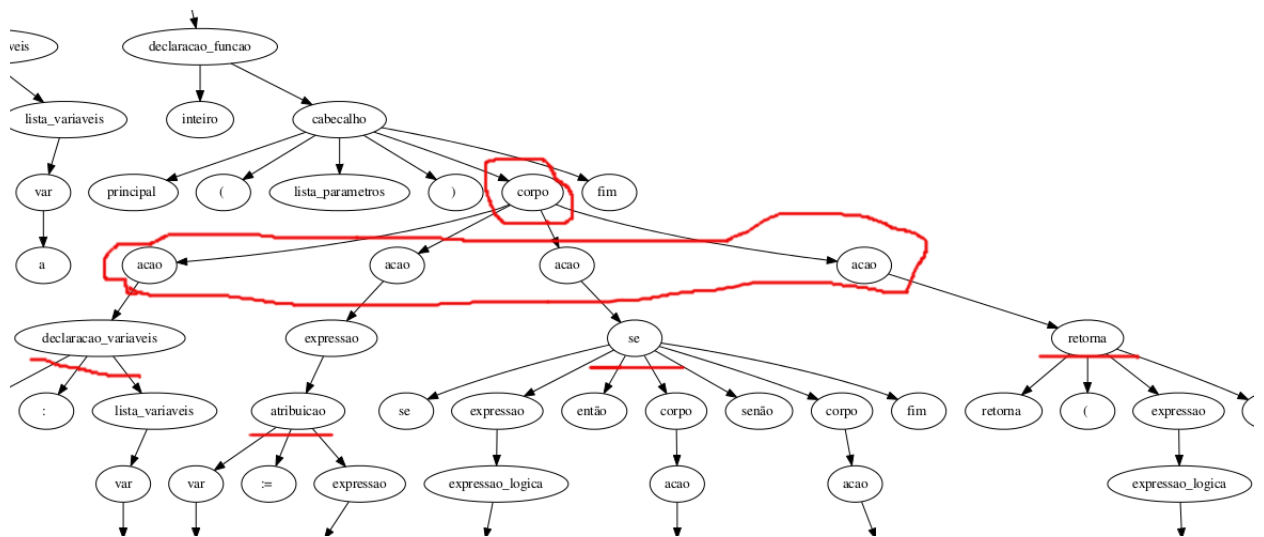 veis declaracao_funcao
lista_variaveis inteiro cabecalho
var principal ( lista_parametros ) corpo fim
a acao acao acao acao
declaracao_variaveis expressao se retorna
: lista_variaveis atribuicao se expressao então corpo senão corpo fim retorna ( expressao
var var := expressao expressao_logica acao acao expressao_logica